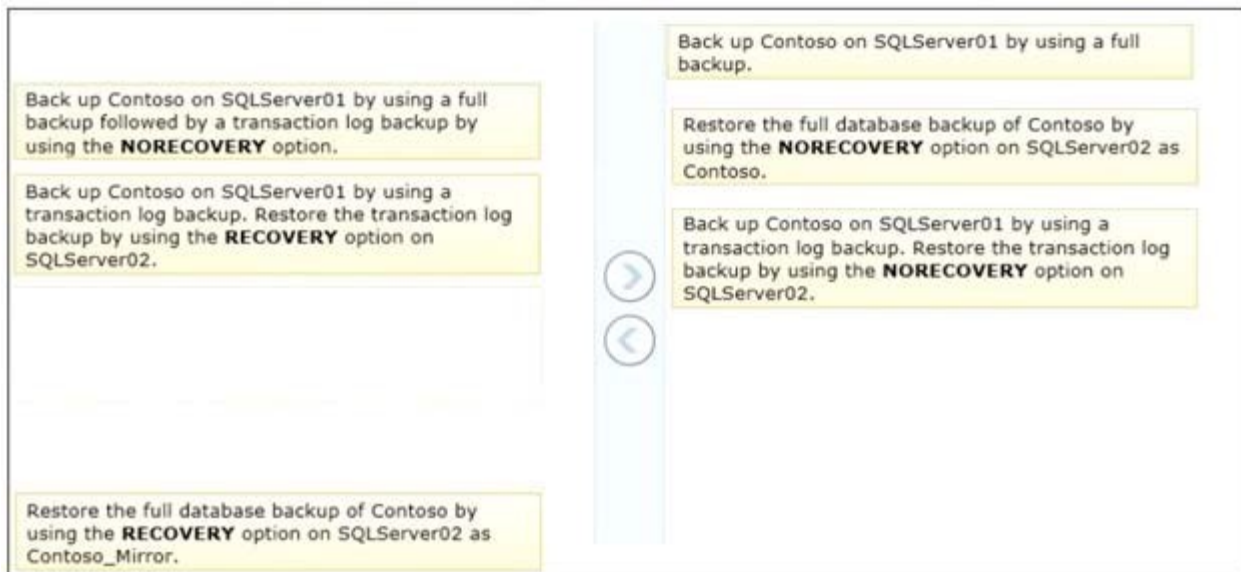 Back up Contoso on SQLServer01 by using a full
backup followed by a transaction log backup by
using the NORECOVERY option.
Back up Contoso on SQLServer01 by using a
transaction log backup. Restore the transaction log
backup by using the RECOVERY option on
SQLServer02.
Restore the full database backup of Contoso by
using the RECOVERY option on SQLServer02 as
Contoso_Mirror.
Back up Contoso on SQLServer01 by using a full
backup.
Restore the full database backup of Contoso by
using the NORECOVERY option on SQLServer02 as
Contoso.
Back up Contoso on SQLServer01 by using a
transaction log backup. Restore the transaction log
backup by using the NORECOVERY option on
SQLServer02.